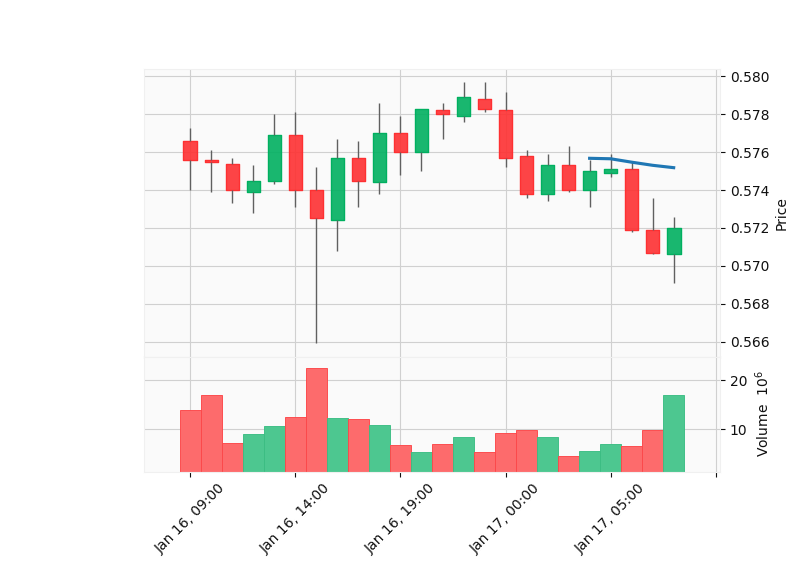 0.580
0.578
0.576
0.574
0.572
0.570
0.568
0.566
Price
20
10
Volume 10⁶
Jan 16, 09:00
Jan 16, 14:00
Jan 16, 19:00
Jan 17, 00:00
Jan 17, 05:00